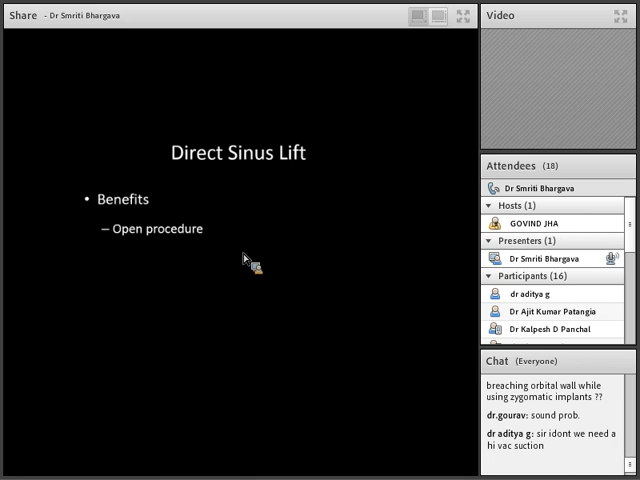 Share - Dr Smriti Bhargava
Direct Sinus Lift
• Benefits
– Open procedure
Video
Attendees (18)
Dr Smriti Bhargava
Hosts (1)
GOVIND JHA
Presenters (1)
Dr Smriti Bhargava
Participants (16)
dr aditya g
Dr Ajit Kumar Patangia
Dr Kalpesh D Panchal
Chat (Everyone)
breaching orbital wall while
using zygomatic implants ??
dr.gourav: sound prob.
dr aditya g: sir idont we need a
hi vac suction